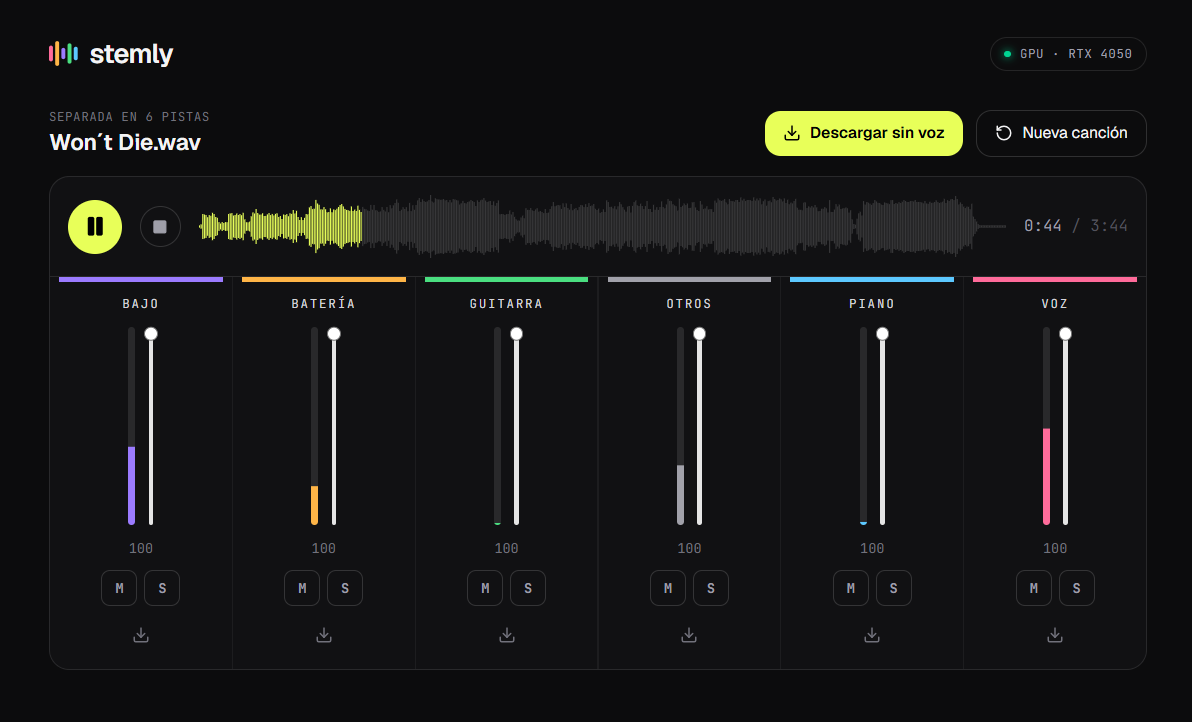 stemly
GPU · RTX 4050
SEPARADA EN 6 PISTAS
Won´t Die.wav
Descargar sin voz
Nueva canción
0:44 / 3:44
BAJO BATERÍA GUITARRA OTROS PIANO VOZ
100 100 100 100 100 100
M S M S M S M S M S M S